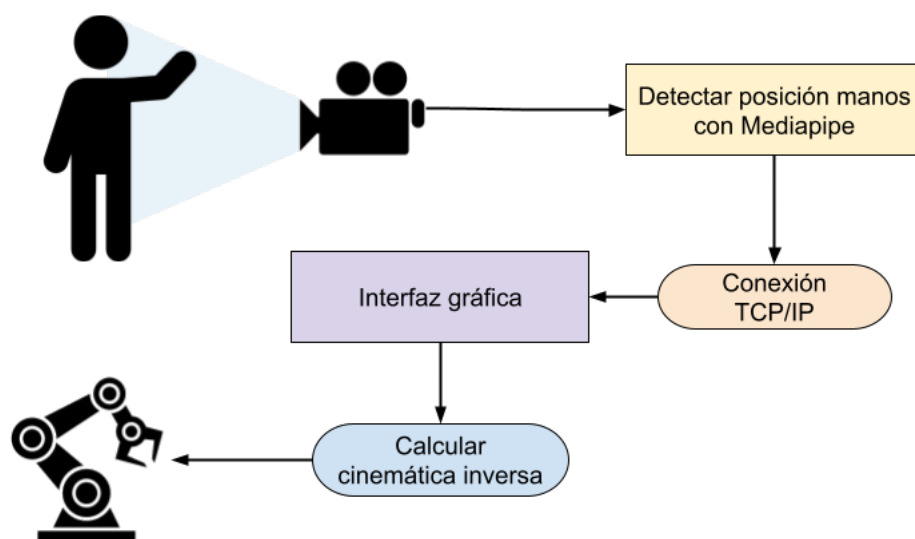 Detectar posición manos
con Mediapipe
Conexión
TCP/IP
Interfaz gráfica
Calcular
cinemática inversa